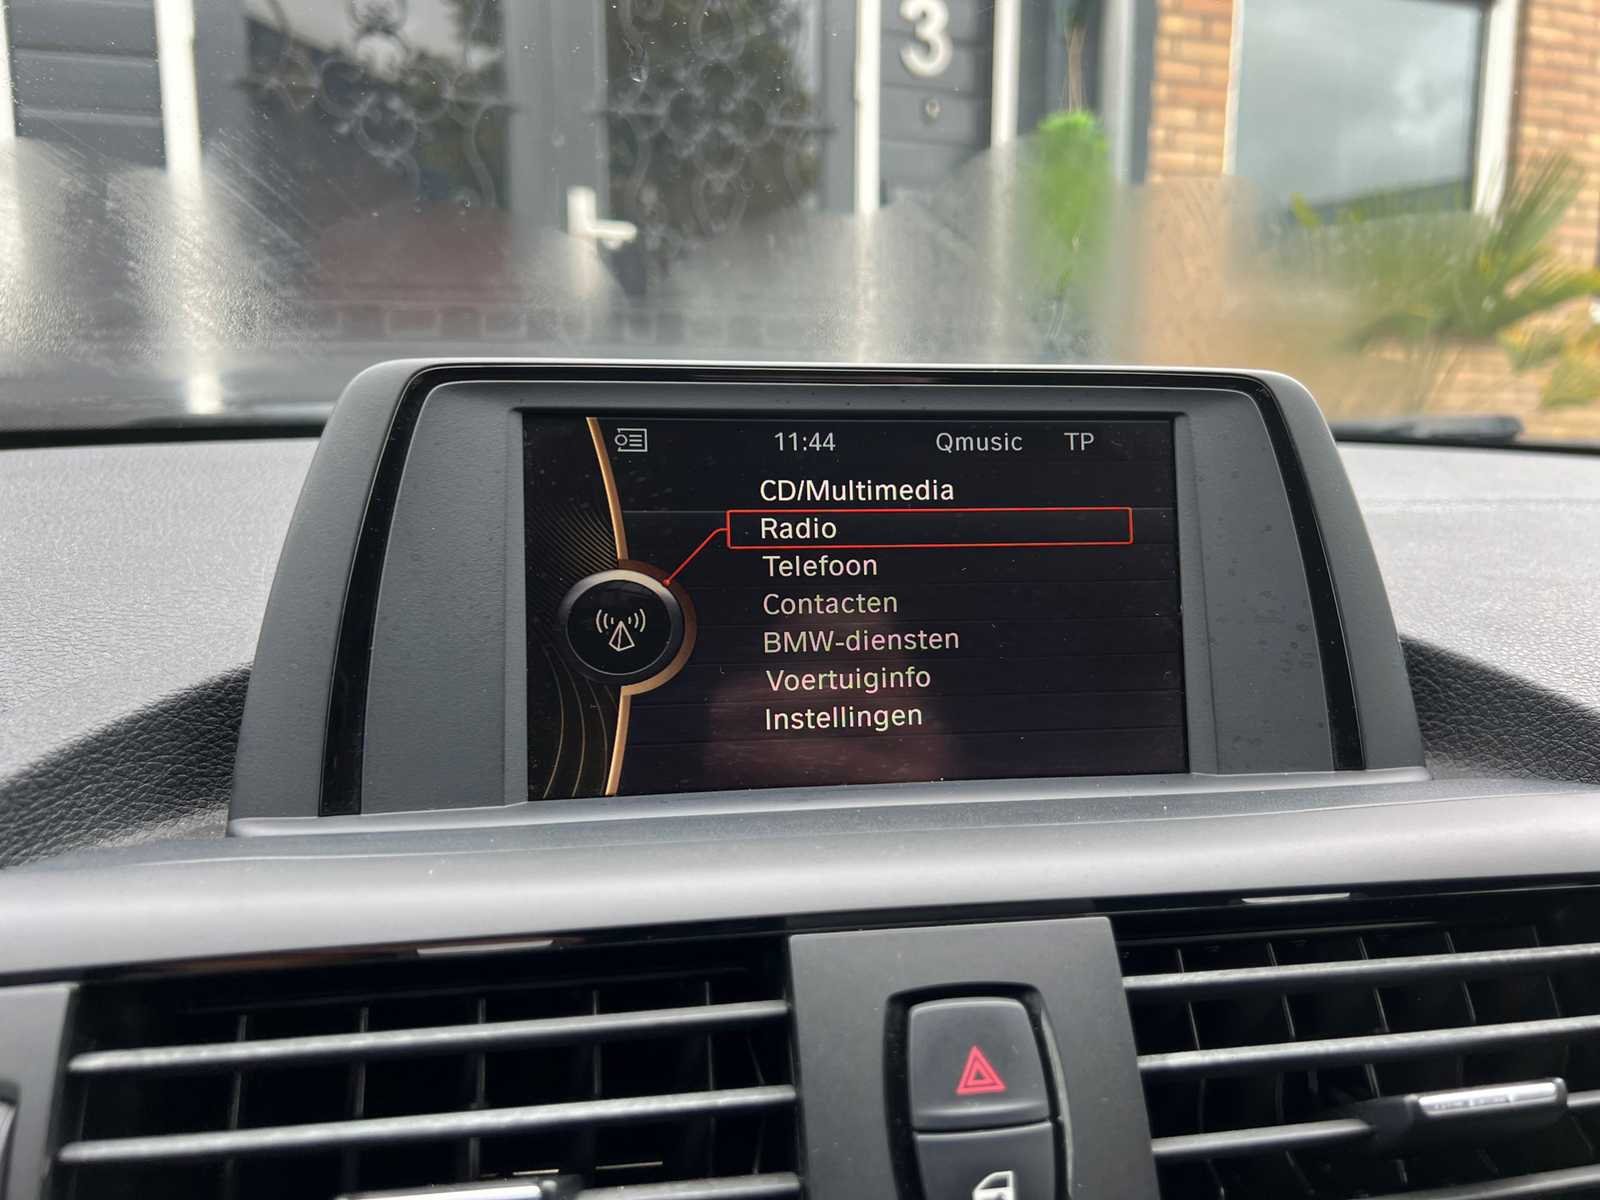 3
11:44 Qmusic TP
CD/Multimedia
Radio
Telefoon
Contacten
BMW-diensten
Voertuiginfo
Instellingen